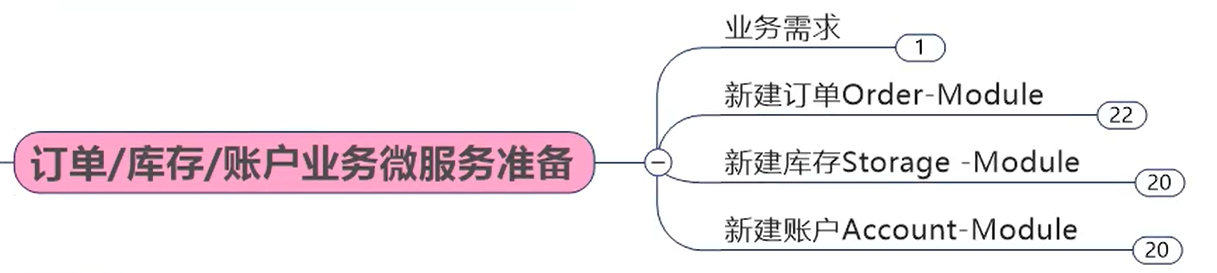 订单/库存/账户业务微服务准备
业务需求
1
新建订单Order-Module
22
新建库存Storage -Module
20
新建账户Account-Module
20